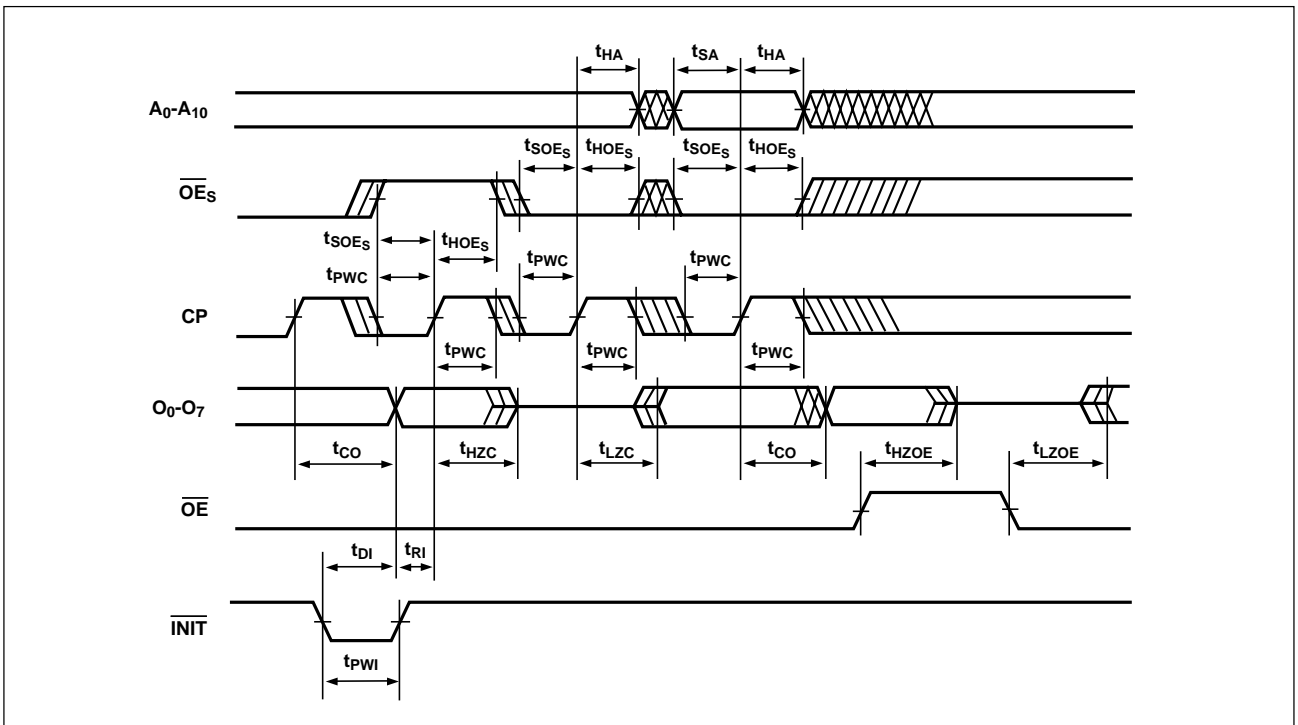 tHA tSA tHA
A0-A10
tSOES tHOES tSOES tHOES
OES
tSOES tHOES
tPWC tPWC tPWC
CP
tPWC tPWC tPWC
O0-O7
tCO tHZC tLZC tCO tHZOE tLZOE
OE
tDI tRI
INIT
tPWI